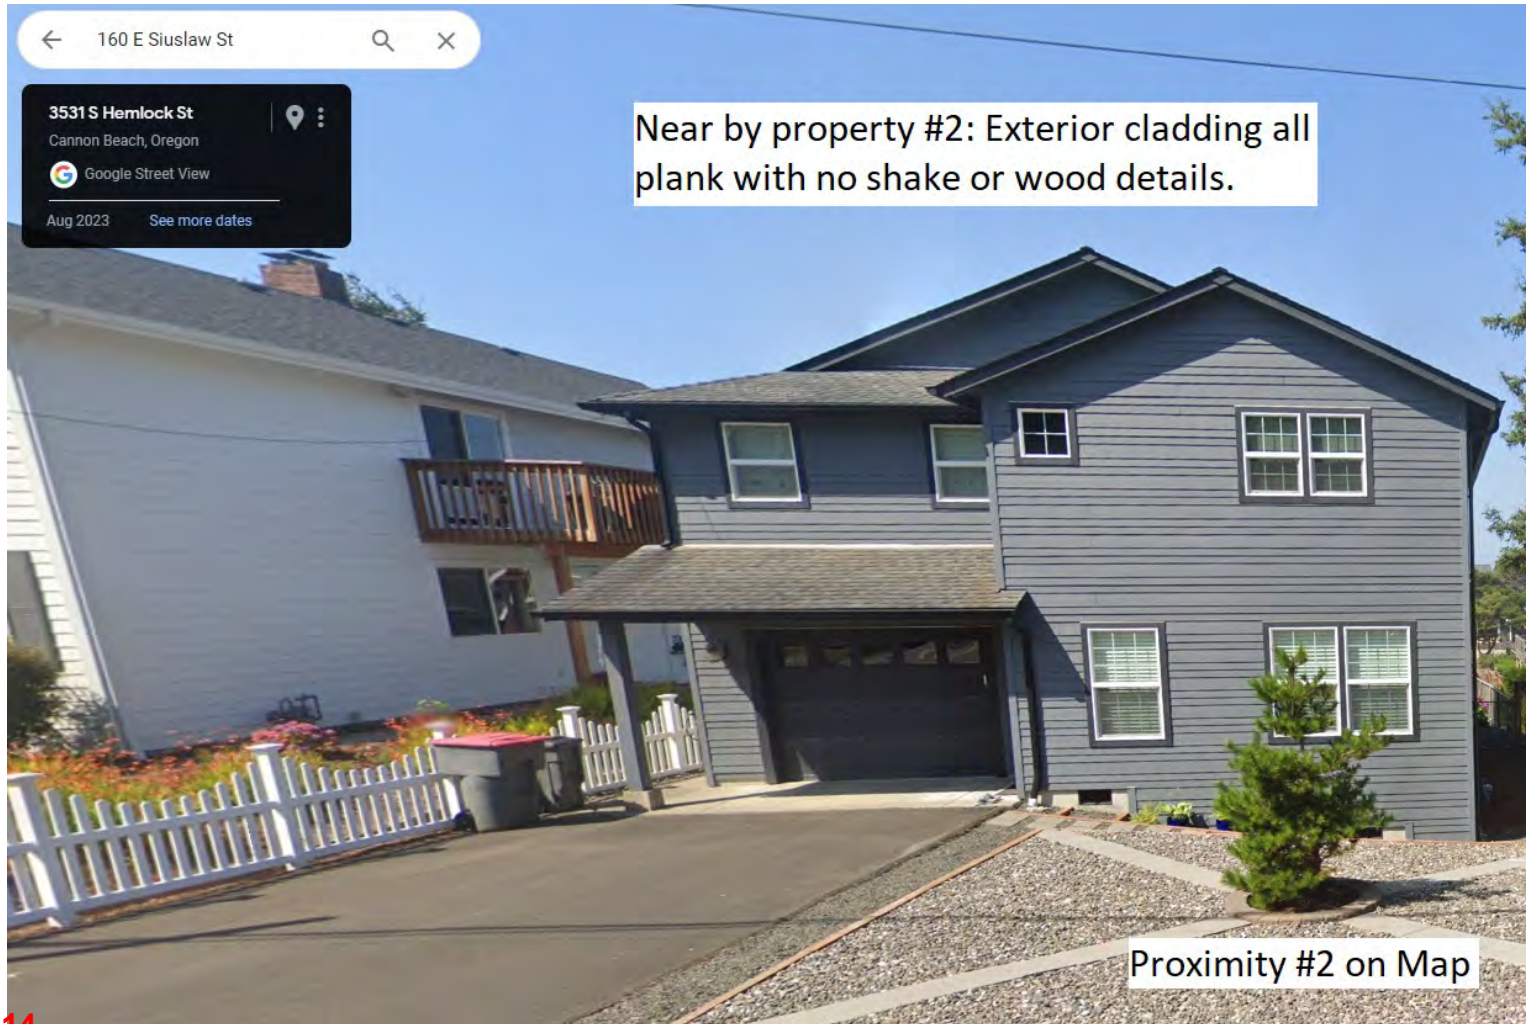 160 E Siuslaw St
3531 S Hemlock St
Cannon Beach, Oregon
Google Street View
Aug 2023 See more dates
Near by property #2: Exterior cladding all
plank with no shake or wood details.
Proximity #2 on Map
14